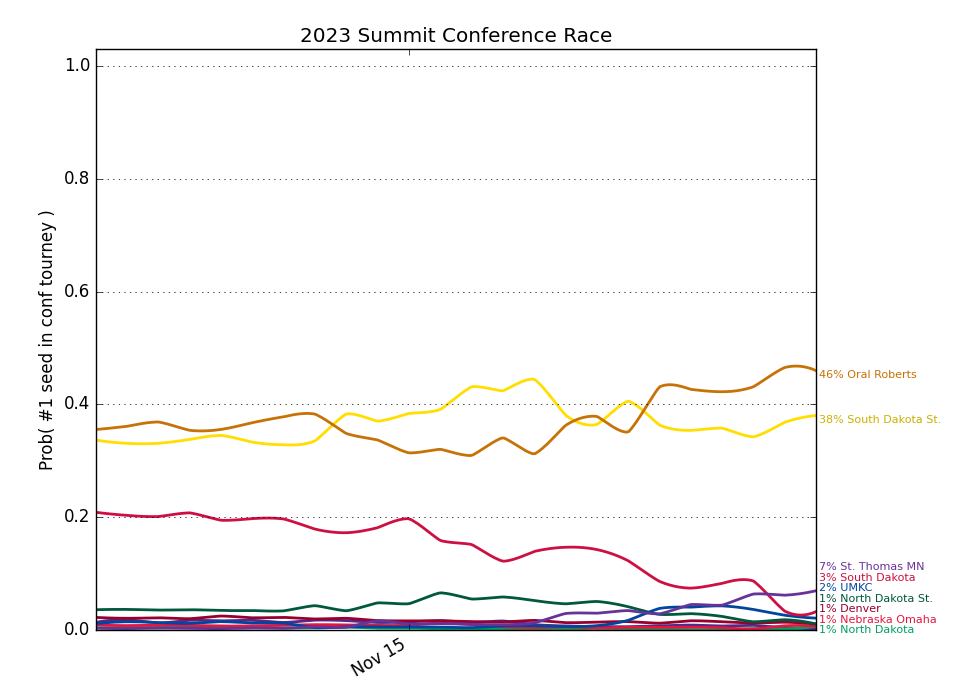 2023 Summit Conference Race
Prob( #1 seed in conf tourney )
1.0
0.8
0.6
0.4
0.2
0.0
Nov 15
46% Oral Roberts
38% South Dakota St.
7% St. Thomas MN
3% South Dakota
2% UMKC
1% North Dakota St.
1% Denver
1% Nebraska Omaha
1% North Dakota